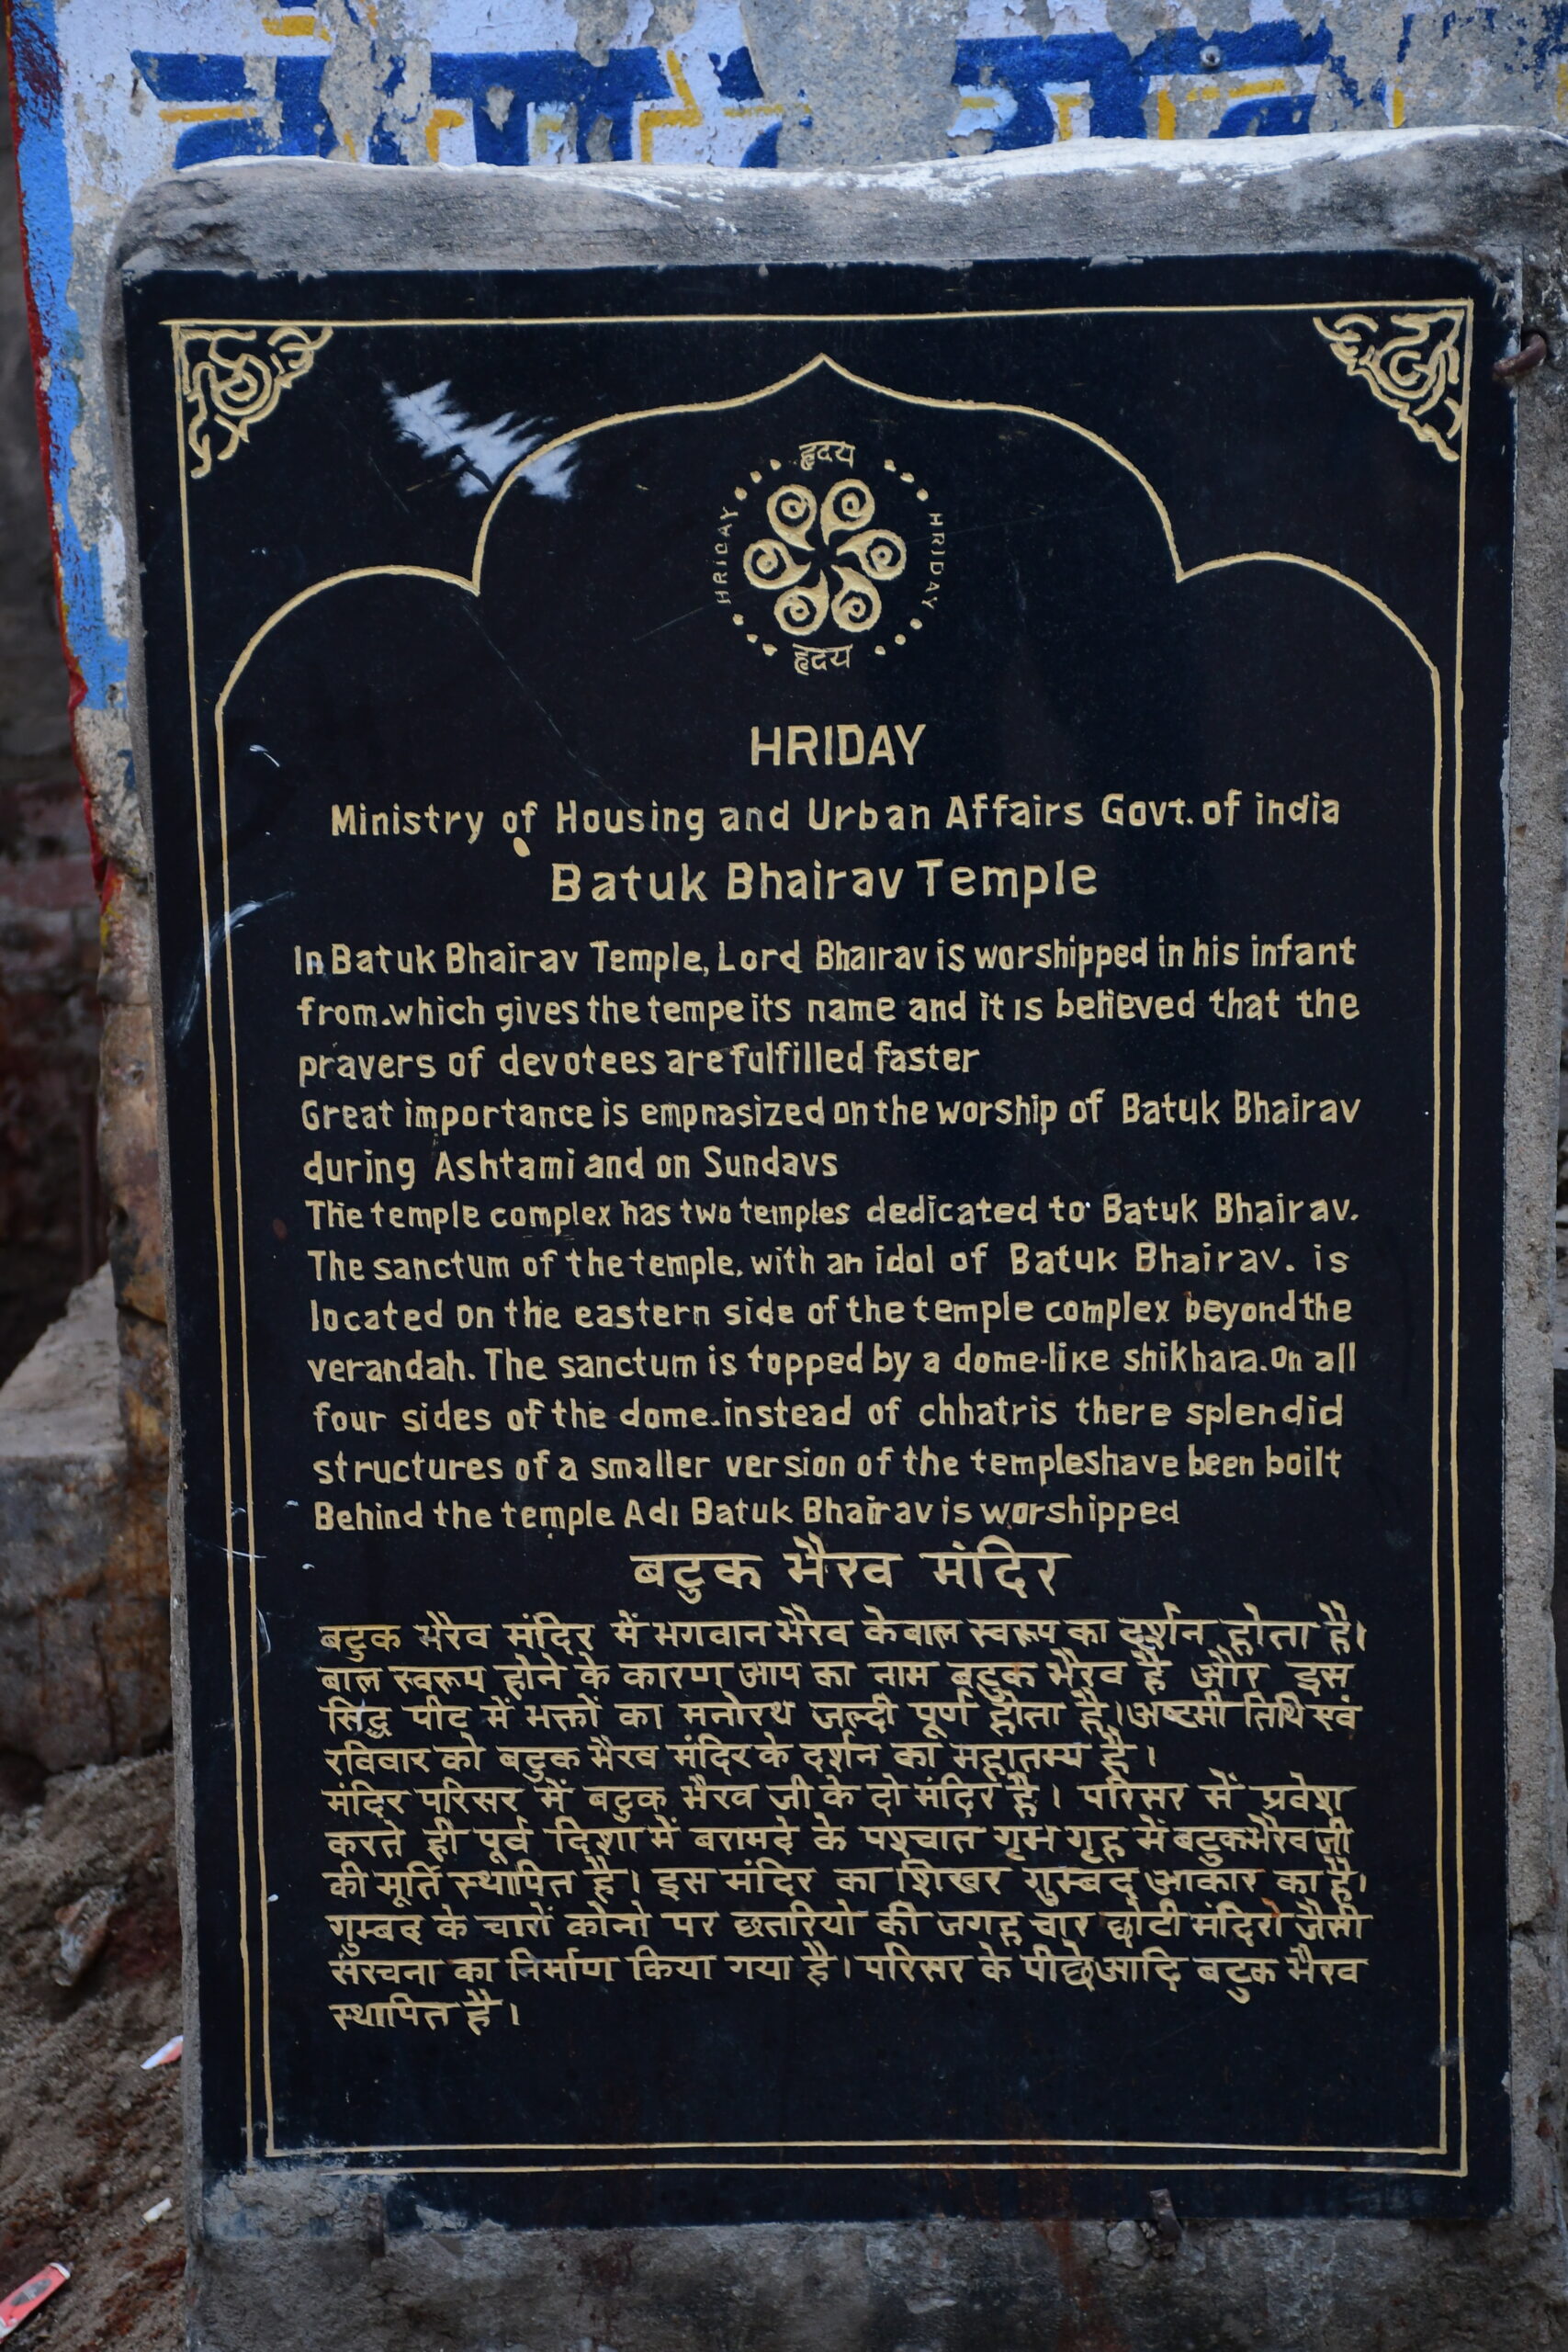 हृदय
HRIDAY
HRIDAY
हृदय
HRIDAY
Ministry of Housing and Urban Affairs Govt. of india
Batuk Bhairav Temple
In Batuk Bhairav Temple, Lord Bhairav is worshipped in his infant
from.which gives the tempe its name and it is believed that the
pravers of devotees are fulfilled faster
Great importance is empnasized on the worship of Batuk Bhairav
during Ashtami and on Sundavs
The temple complex has two temples dedicated to Batuk Bhairav.
The sanctum of the temple. with an idol of Batuk Bhairav. is
located on the eastern side of the temple complex beyond the
verandah. The sanctum is topped by a dome-like shikhara.On all
four sides of the dome.instead of chhatris there splendid
structures of a smaller version of the temples have been boilt
Behind the temple Adi Batuk Bhairav is worshipped
बटुक भैरव मंदिर
बटुक भैरव मंदिर में भगवान भैरव के बाल स्वरूप का दर्शन होता है।
बाल स्वरूप होने के कारण आप का नाम बटुक भैरव है और इस
सिद्ध पीट में भक्तों का मनोरथ जल्दी पूर्ण होता है।अष्टमी तिथि एवं
रविवार को बटुक भैरव मंदिर के दर्शन का महातम्य है।
मंदिर परिसर में बटुक भैरव जी के दो मंदिर है। परिसर में प्रवेश
करते ही पूर्व दिशा में बरामदे के पश्चात गृभ गृह में बटुकभैरव जी
की मूर्ति स्थापित है। इस मंदिर का शिखर गुम्बद आकार का है।
गुम्बद के चारों कोनो पर छतरियो की जगह चार छोटी मंदिरो जैसी
संरचना का निर्माण किया गया है। परिसर के पीछे आदि बटुक भैरव
स्थापित है।